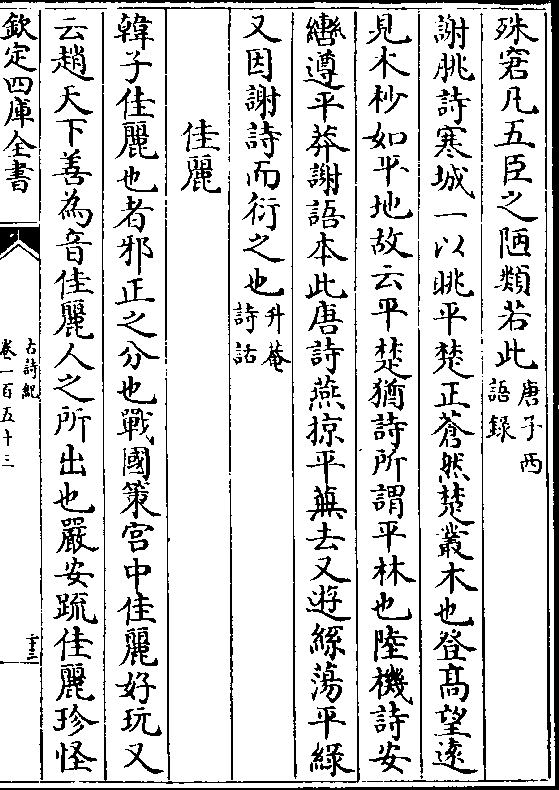 殊窘凡五臣之陋類若此唐子西語錄
謝朓詩寒城一以眺平楚正蒼然楚叢木也登髙望逺
見木杪如平地故云平楚猶詩所謂平林也陸機詩安
轡遵平莽謝語本此唐詩燕掠平蕪去又遊絲蕩平緑
又因謝詩而衍之也升菴詩話
佳麗
韓子佳麗也者邪正之分也戰國策宫中佳麗好玩又
云趙天下善為音佳麗人之所出也嚴安疏佳麗珍怪
欽定四庫全書
古詩紀
卷一百五十三
十三